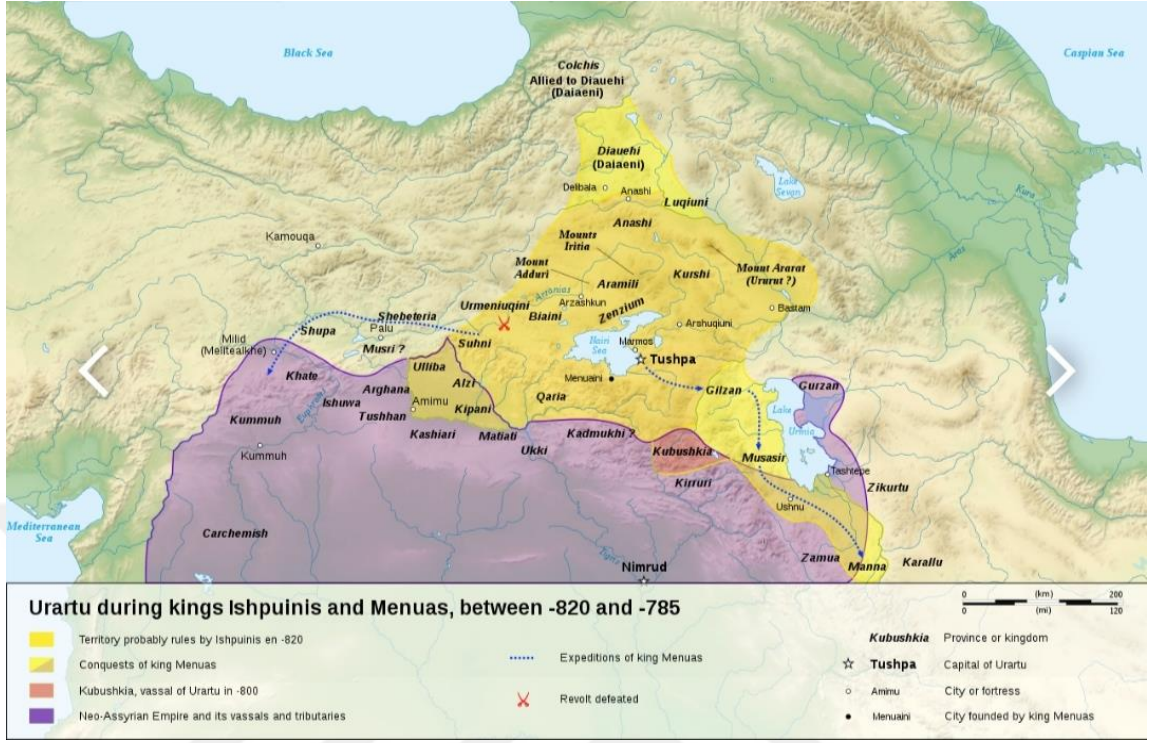 Black Sea
Caspian Sea
Colchis
Allied to Diauehi
(Daiaeni)
Diauehi
(Daiaeni)
Delibala
Anashi
Luqiuni
Lake
Sevan
Kura
Anashi
Kamouqa
Mounts
Iritia
Aras
Mount
Adduri
Aramili
Kurshi
Mount Ararat
(Ururut ?)
Arsanias
Arzashkun
Urmeniuqini
Biaini
Zenzium
Bastam
Shebeteria
Shupa
Palu
Arshuqiuni
Milid
(Melitealkhe)
Musri ?
Suhni
Naïri
Sea
Marmos
Tushpa
Ulliba
Khate
Alzi
Menuaini
Gilzan
Gurzan
Arghana
Ishuwa
Euphrates
Amimu
Qaria
Lake
Urmia
Kummuh
Tushhan
Kipani
Kashiari
Matiati
Kadmukhi ?
Ukki
Kubushkia
Musasir
Kummuh
Tashtepe
Kirruri
Zikurtu
Ushnu
Mediterranean
Sea
Carchemish
Tigris
Zamua
Manna
Karallu
Nimrud
Urartu during kings Ishpuinis and Menuas, between -820 and -785
0 (km) 200
0 (mi) 120
Territory probably rules by Ishpuinis en -820
Conquests of king Menuas
Kubushkia, vassal of Urartu in -800
Neo-Assyrian Empire and its vassals and tributaries
Expeditions of king Menuas
Revolt defeated
Kubushkia Province or kingdom
Tushpa Capital of Urartu
Amimu City or fortress
Menuaini City founded by king Menuas